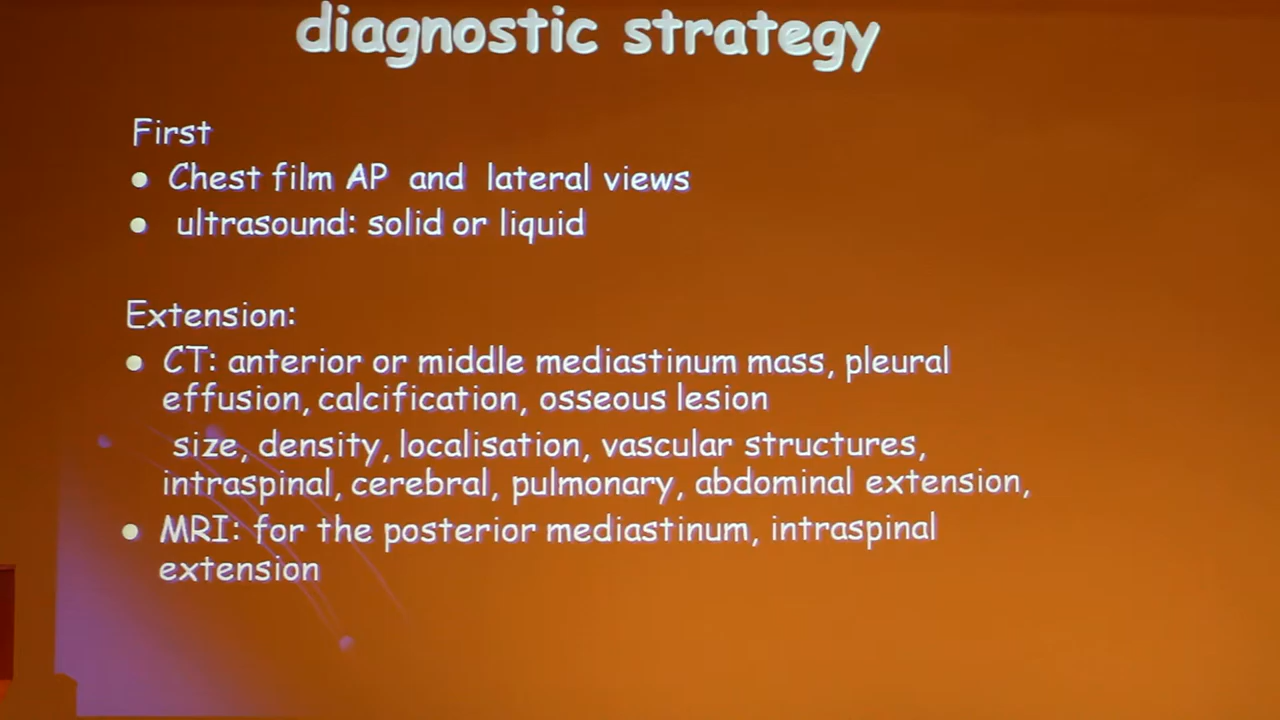 diagnostic strategy
First
• Chest film AP and lateral views
• ultrasound: solid or liquid
Extension:
• CT: anterior or middle mediastinum mass, pleural
effusion, calcification, osseous lesion
size, density, localisation, vascular structures,
intraspinal, cerebral, pulmonary, abdominal extension,
• MRI: for the posterior mediastinum, intraspinal
extension